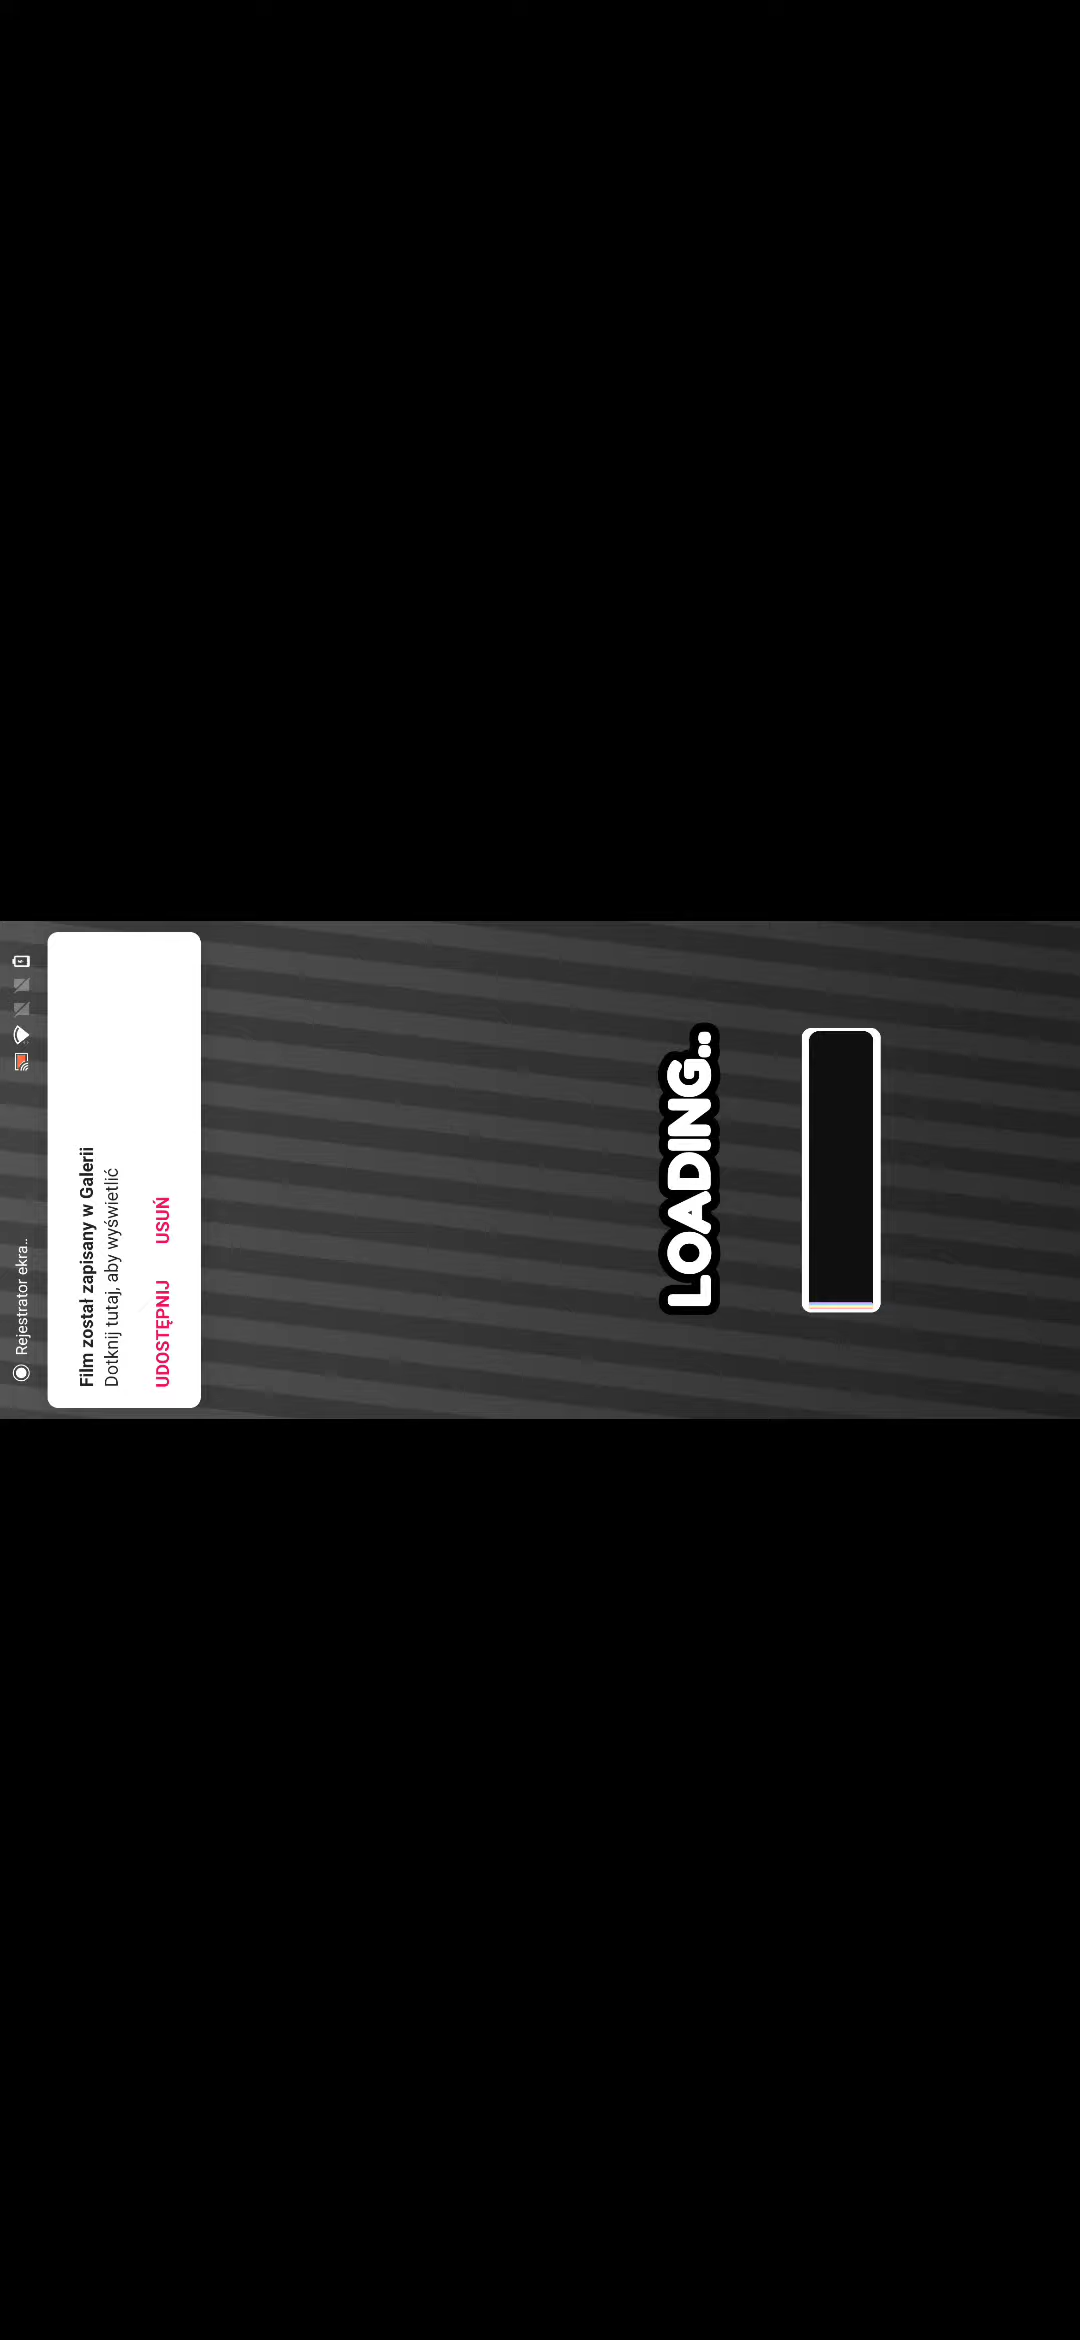 Rejestrator ekra..
Film został zapisany w Galerii
Dotknij tutaj, aby wyświetlić
UDOSTĘPNIJ USUŃ
LOADING..